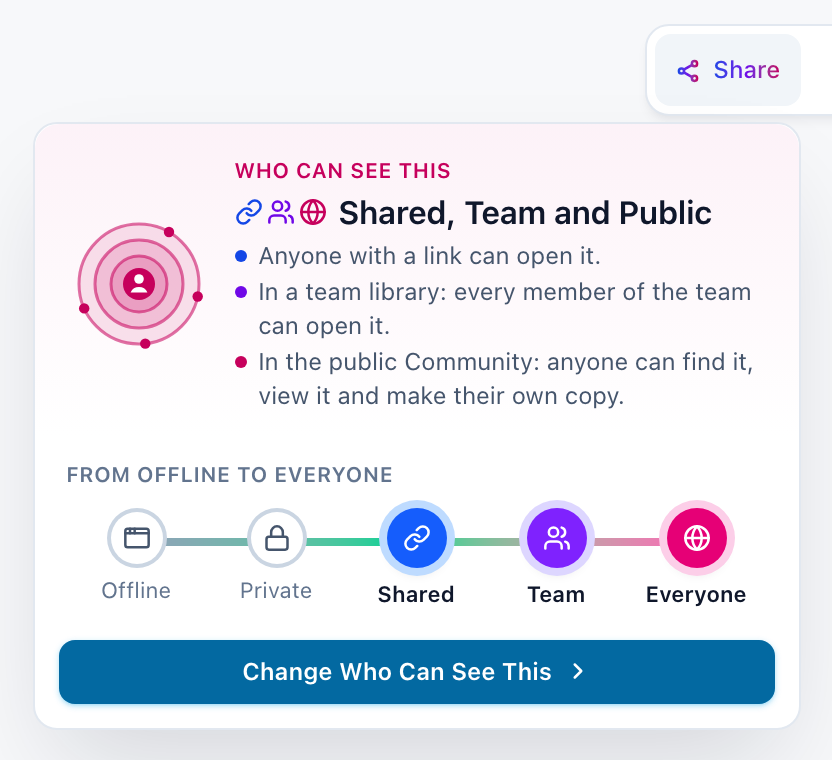 Share
WHO CAN SEE THIS
Shared, Team and Public
Anyone with a link can open it.
In a team library: every member of the team
can open it.
In the public Community: anyone can find it,
view it and make their own copy.
FROM OFFLINE TO EVERYONE
Offline
Private
Shared
Team
Everyone
Change Who Can See This